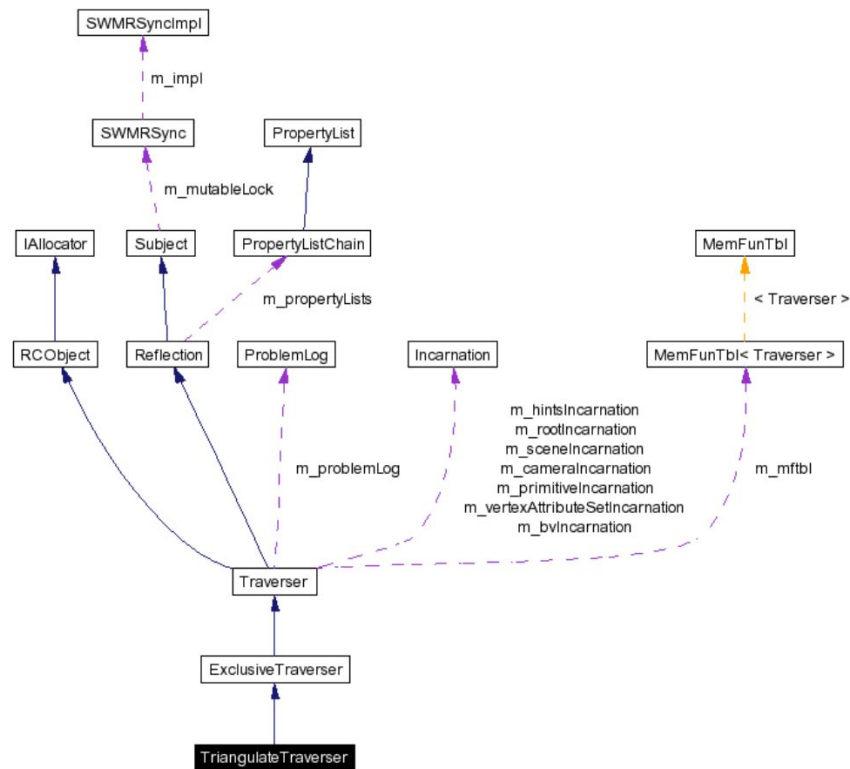 SWMRSyncImpl
m_impl
SWMRSync
PropertyList
m_mutableLock
IAllocator
Subject
PropertyListChain
MemFunTbl
m_propertyLists
< Traverser >
RCObject
Reflection
ProblemLog
Incarnation
MemFunTbl< Traverser >
m_hintsIncarnation
m_rootIncarnation
m_sceneIncarnation
m_problemLog
m_cameraIncarnation
m_mftbl
m_primitiveIncarnation
m_vertexAttributeSetIncarnation
m_bvIncarnation
Traverser
ExclusiveTraverser
TriangulateTraverser